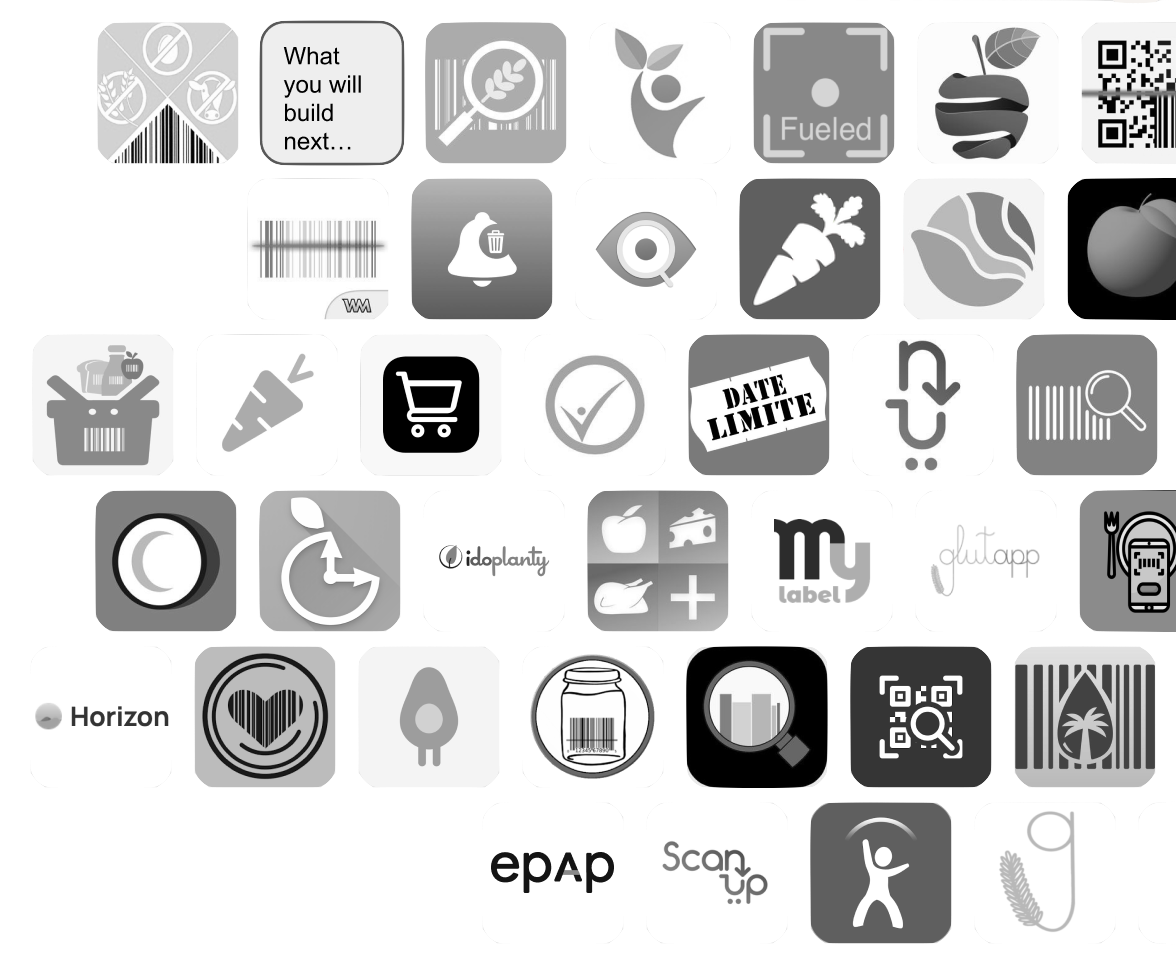 What
you will
build
next...
Fueled
WM
DATE
LIMITE
idoplanty
my
label
glutapp
Horizon
epap
Scan
up